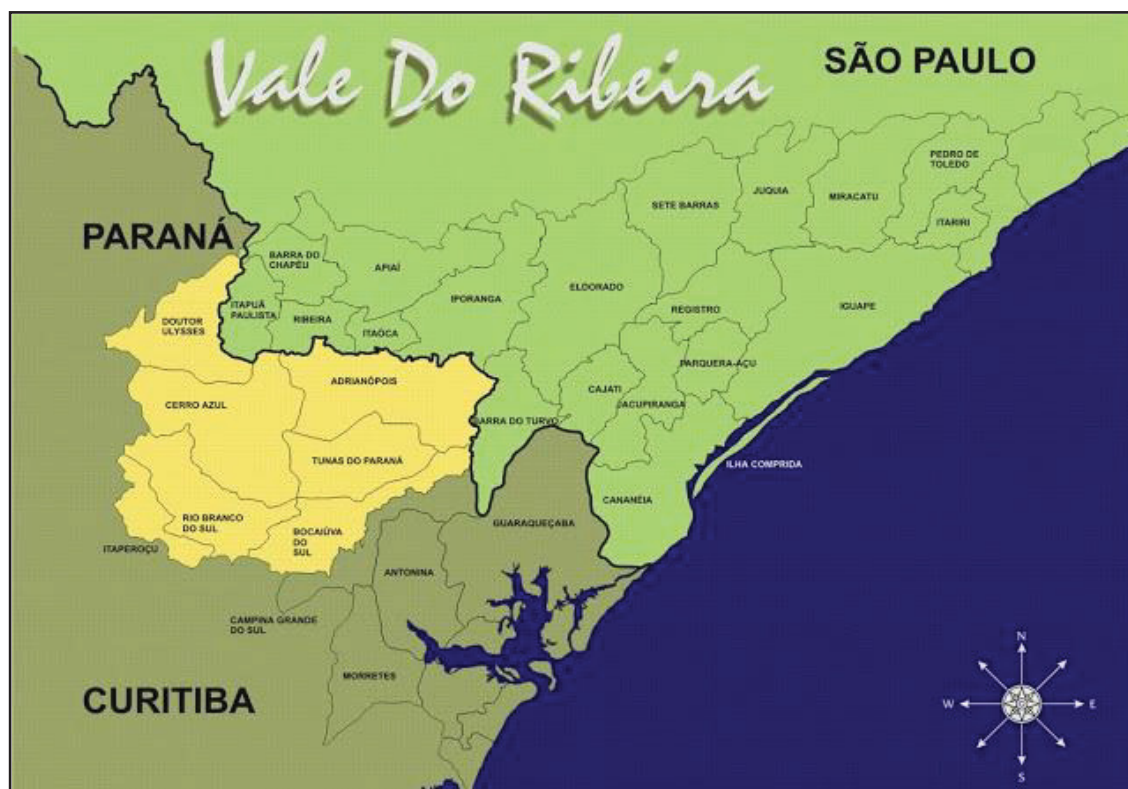 Vale Do Ribeira
SÃO PAULO
PARANÁ
CURITIBA
PEDRO DE
TOLEDO
JUQUIA
MIRACATU
SETE BARRAS
ITARIRI
BARRA DO
CHAPÉU
APIAÍ
IPORANGA
ELDORADO
REGISTRO
IGUAPE
ITAPUÃ
PAULISTA
RIBEIRA
ITAÓCA
DOUTOR
ULYSSES
PARQUERA-AÇU
ADRIANÓPOIS
CAJATI
JACUPIRANGA
CERRO AZUL
BARRA DO TURVO
TUNAS DO PARANÁ
ILHA COMPRIDA
CANANÉIA
RIO BRANCO
DO SUL
BOCAIÚVA
DO
SUL
GUARAQUEÇABA
ITAPEROÇU
ANTONINA
CAMPINA GRANDE
DO SUL
MORRETES
N
W
E
S